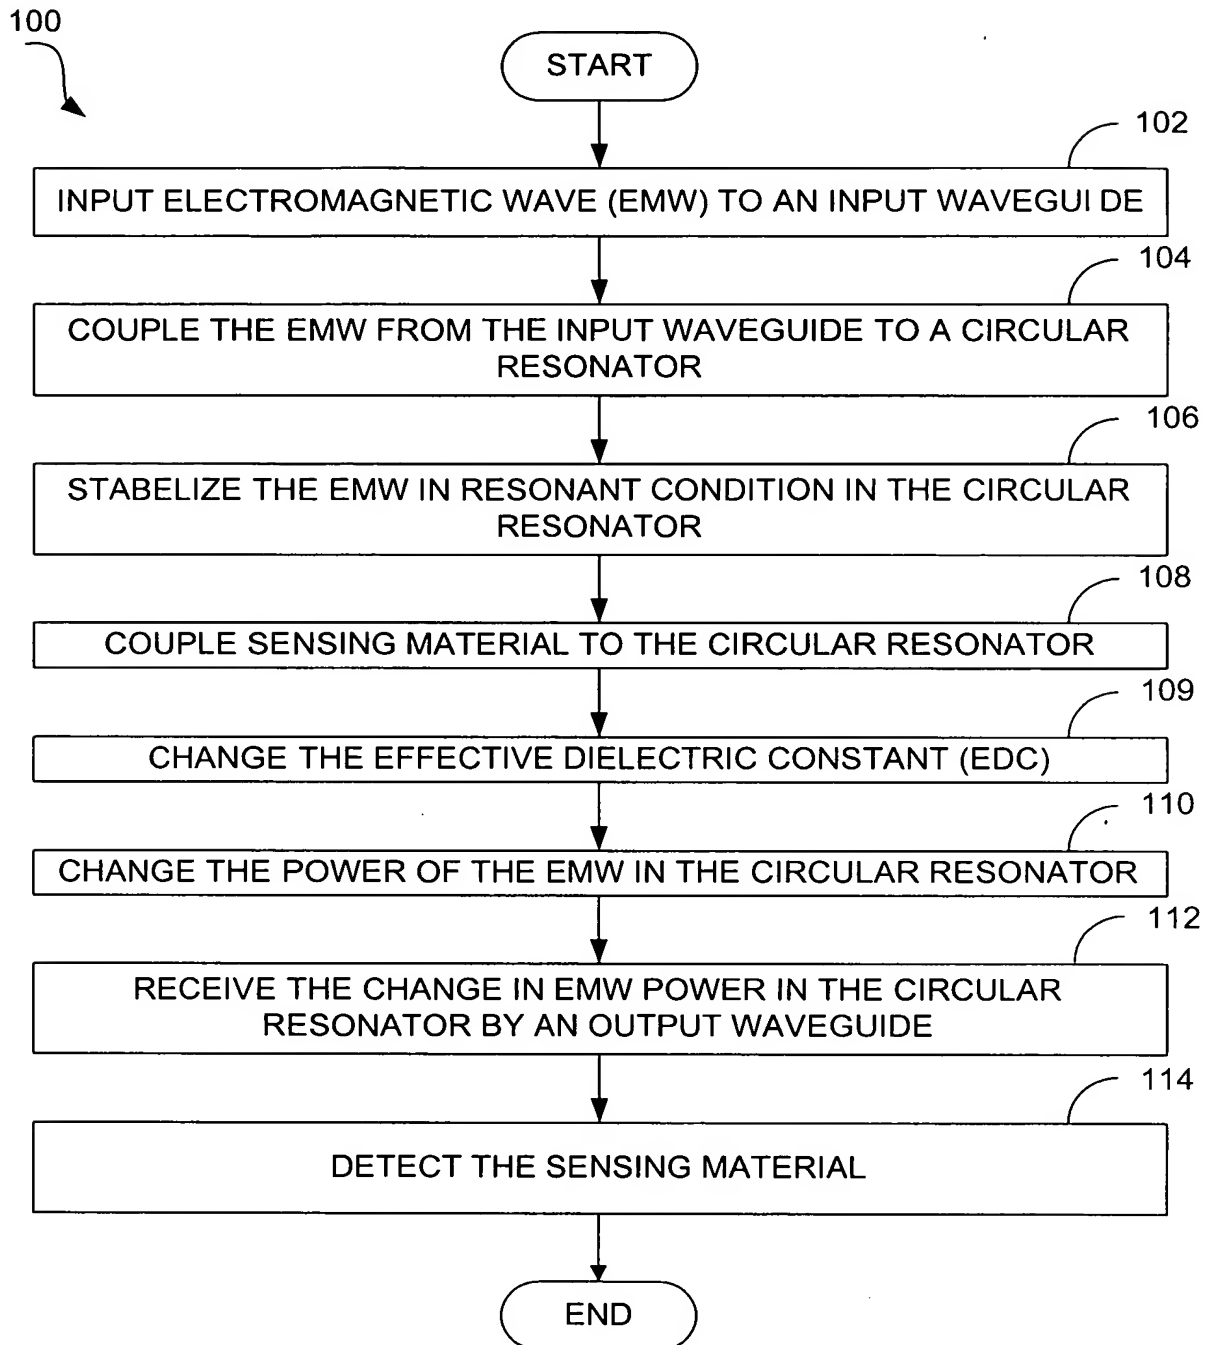 100
START
102
INPUT ELECTROMAGNETIC WAVE (EMW) TO AN INPUT WAVEGUI DE
104
COUPLE THE EMW FROM THE INPUT WAVEGUIDE TO A CIRCULAR
RESONATOR
106
STABELIZE THE EMW IN RESONANT CONDITION IN THE CIRCULAR
RESONATOR
108
COUPLE SENSING MATERIAL TO THE CIRCULAR RESONATOR
109
CHANGE THE EFFECTIVE DIELECTRIC CONSTANT (EDC)
110
CHANGE THE POWER OF THE EMW IN THE CIRCULAR RESONATOR
112
RECEIVE THE CHANGE IN EMW POWER IN THE CIRCULAR
RESONATOR BY AN OUTPUT WAVEGUIDE
114
DETECT THE SENSING MATERIAL
END